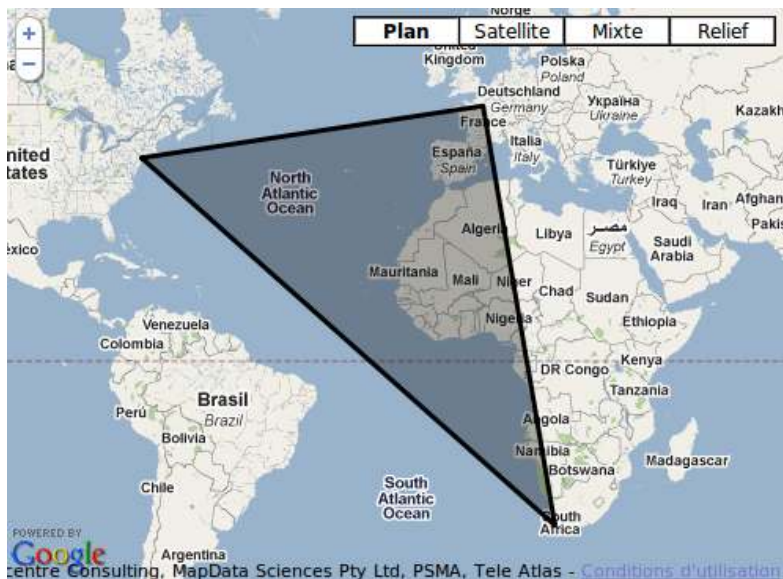 Norge
Norway
+
−
Plan
Satellite
Mixte
Relief
United
Kingdom
Polska
Poland
Deutschland
Germany
Україна
Ukraine
Kazakh
France
Italia
Italy
España
Spain
Türkiye
Turkey
nited
tates
North
Atlantic
Ocean
Iraq
Iran
Afghan
Pakis
Algeria
Libya
مصر
Egypt
Saudi
Arabia
éxico
Mauritania
Mali
Niger
Chad
Sudan
Nigeria
Ethiopia
Venezuela
Colombia
Kenya
DR Congo
Tanzania
Brasil
Brazil
Perú
Bolivia
Angola
Namibia
Botswana
Madagascar
Chile
South
Atlantic
Ocean
South
Africa
POWERED BY
Google
Argentina
centre Consulting, MapData Sciences Pty Ltd, PSMA, Tele Atlas - Conditions d'utilisation